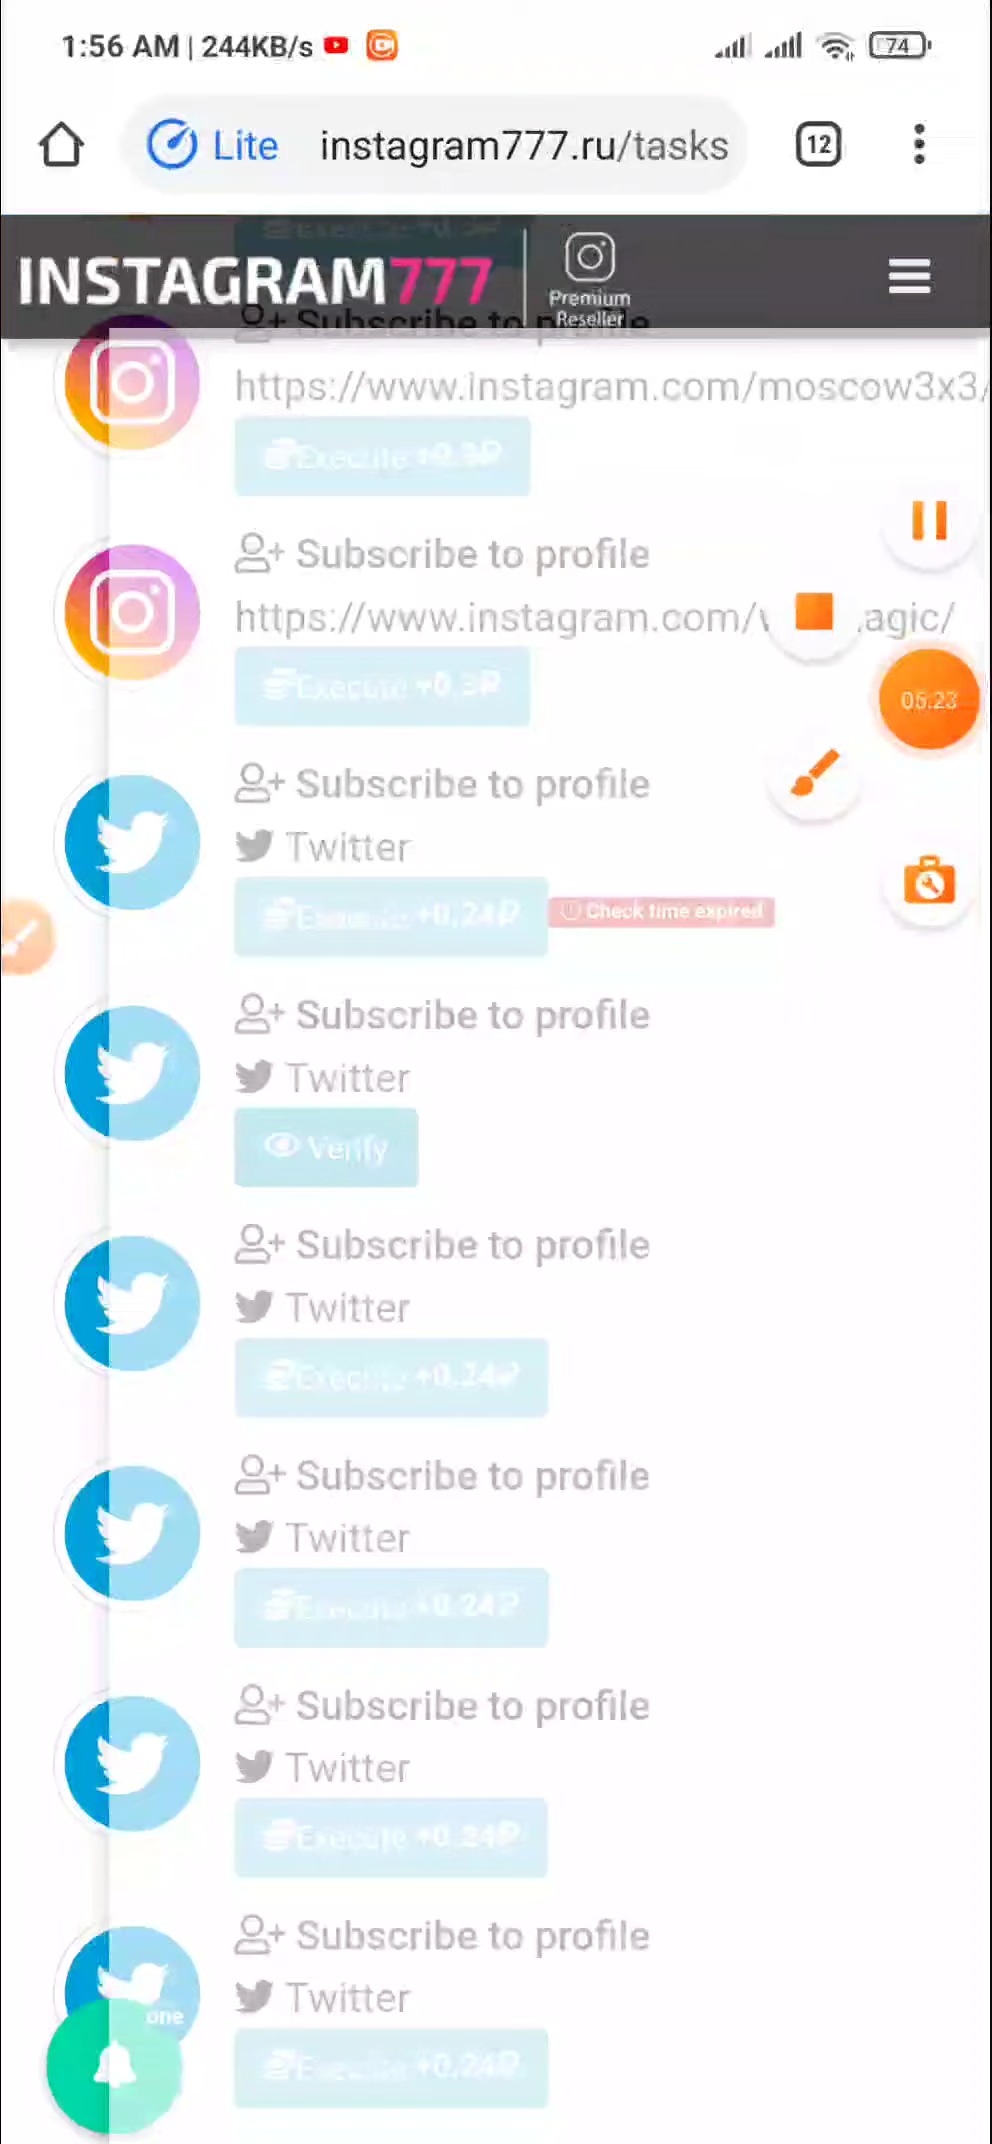 1:56 AM | 244KB/s
74
Lite instagram777.ru/tasks
12
INSTAGRAM777
Premium
Reseller
Execute +0.3₽
Subscribe to profile
https://www.instagram.com/moscow3x3/
Execute +0.3₽
Subscribe to profile
https://www.instagram.com/ agic/
Execute +0.3₽
05:23
Subscribe to profile
Twitter
Execute +0.24₽
Check time expired
Subscribe to profile
Twitter
Verify
Subscribe to profile
Twitter
Execute +0.24₽
Subscribe to profile
Twitter
Execute +0.24₽
Subscribe to profile
Twitter
Execute +0.24₽
Subscribe to profile
Twitter
one
Execute +0.24₽